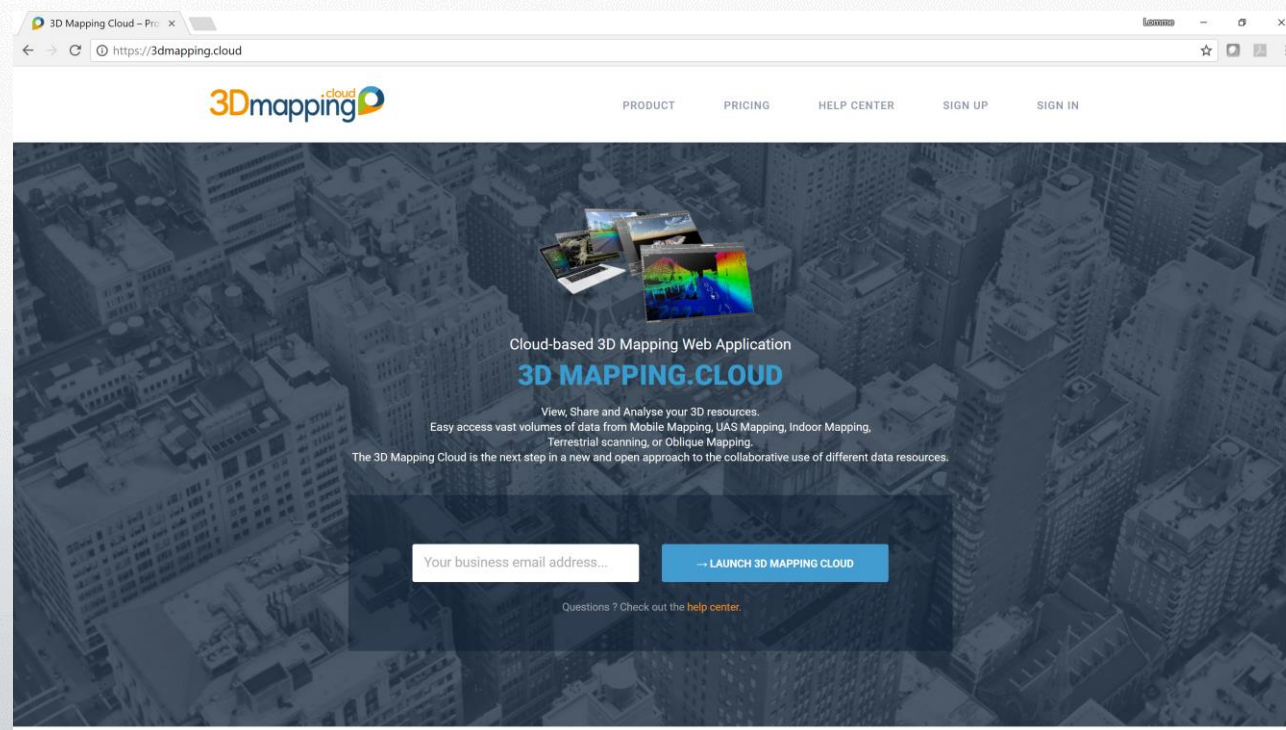 3D Mapping Cloud – Pro
Lommo
https://3dmapping.cloud
3Dmapping cloud
PRODUCT PRICING HELP CENTER SIGN UP SIGN IN
Cloud-based 3D Mapping Web Application
3D MAPPING.CLOUD
View, Share and Analyse your 3D resources.
Easy access vast volumes of data from Mobile Mapping, UAS Mapping, Indoor Mapping,
Terrestrial scanning, or Oblique Mapping.
The 3D Mapping Cloud is the next step in a new and open approach to the collaborative use of different data resources.
Your business email address...
→ LAUNCH 3D MAPPING CLOUD
Questions ? Check out the help center.